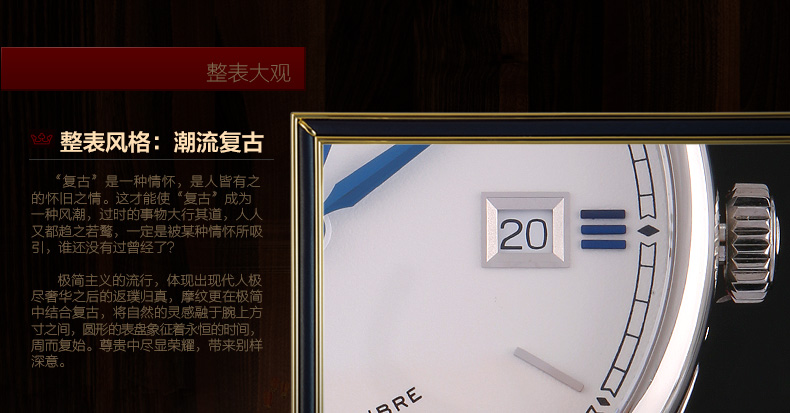 整表大观
整表风格：潮流复古
“复古”是一种情怀，是人皆有之
的怀旧之情。这才能使“复古”成为
一种风潮，过时的事物大行其道，人人
又都趋之若鹜，一定是被某种情怀所吸
引，谁还没有过曾经了？
极简主义的流行，体现出现代人极
尽奢华之后的返璞归真，摩纹更在极简
中结合复古，将自然的灵感融于腕上方
寸之间，圆形的表盘象征着永恒的时间，
周而复始。尊贵中尽显荣耀，带来别样
深意。
20